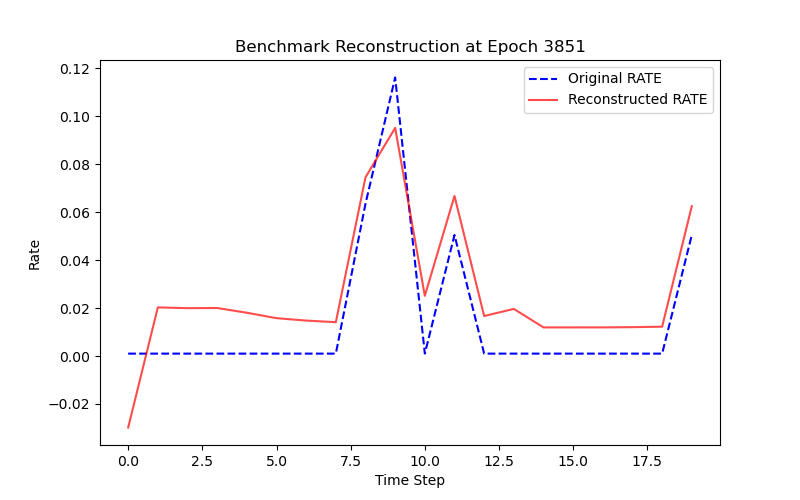 Benchmark Reconstruction at Epoch 3851
Original RATE
Reconstructed RATE
0.12
0.10
0.08
0.06
0.04
0.02
0.00
−0.02
Rate
0.0 2.5 5.0 7.5 10.0 12.5 15.0 17.5
Time Step